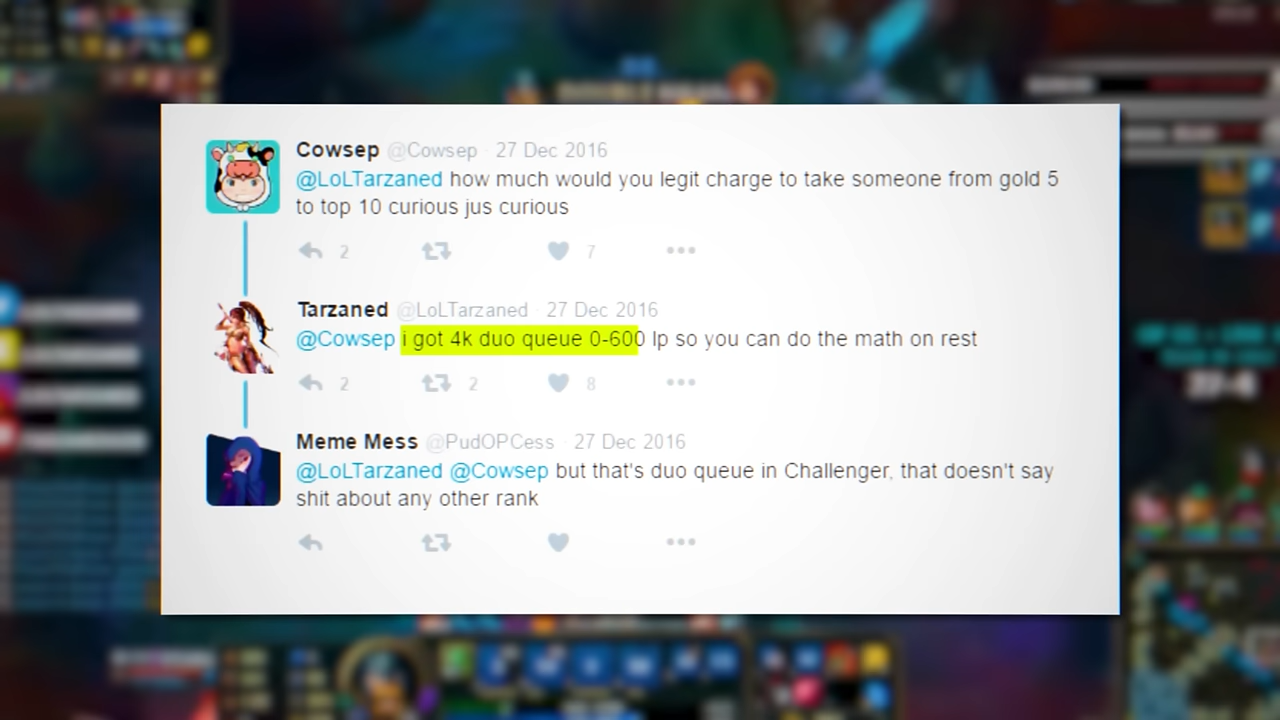 Cowsep @Cowsep · 27 Dec 2016
@LoLTarzaned how much would you legit charge to take someone from gold 5
to top 10 curious jus curious
2 7 •••
Tarzaned @LoLTarzaned · 27 Dec 2016
@Cowsep i got 4k duo queue 0-600 lp so you can do the math on rest
2 2 8 •••
Meme Mess @PudOPCess · 27 Dec 2016
@LoLTarzaned @Cowsep but that's duo queue in Challenger, that doesn't say
shit about any other rank
•••